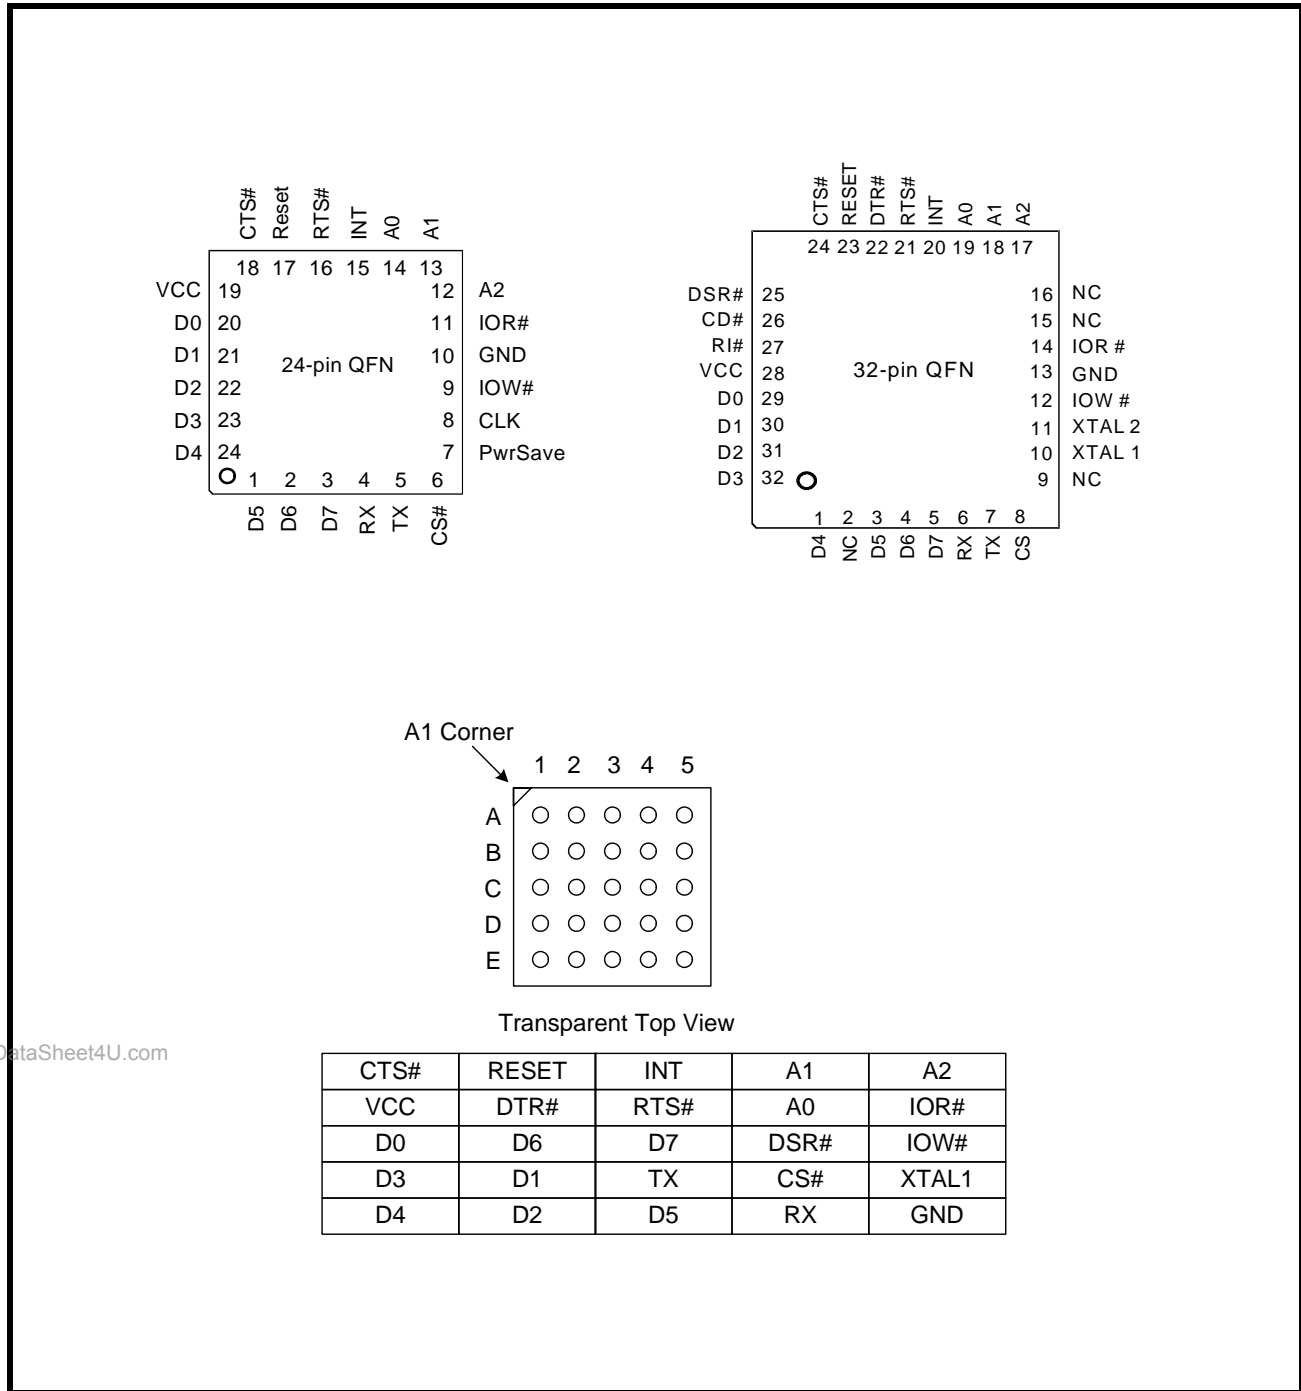 CTS# Reset RTS# INT A0 A1
18 17 16 15 14 13
VCC 19 12 A2
D0 20 11 IOR#
D1 21 24-pin QFN 10 GND
D2 22 9 IOW#
D3 23 8 CLK
D4 24 7 PwrSave
1 2 3 4 5 6
D5 D6 D7 RX TX CS#
CTS# RESET DTR# RTS# INT A0 A1 A2
24 23 22 21 20 19 18 17
DSR# 25 16 NC
CD# 26 15 NC
RI# 27 14 IOR #
VCC 28 32-pin QFN 13 GND
D0 29 12 IOW #
D1 30 11 XTAL 2
D2 31 10 XTAL 1
D3 32 9 NC
1 2 3 4 5 6 7 8
D4 NC D5 D6 D7 RX TX CS
A1 Corner
1 2 3 4 5
A
B
C
D
E
Transparent Top View
DataSheet4U.com
CTS# RESET INT A1 A2
VCC DTR# RTS# A0 IOR#
D0 D6 D7 DSR# IOW#
D3 D1 TX CS# XTAL1
D4 D2 D5 RX GND